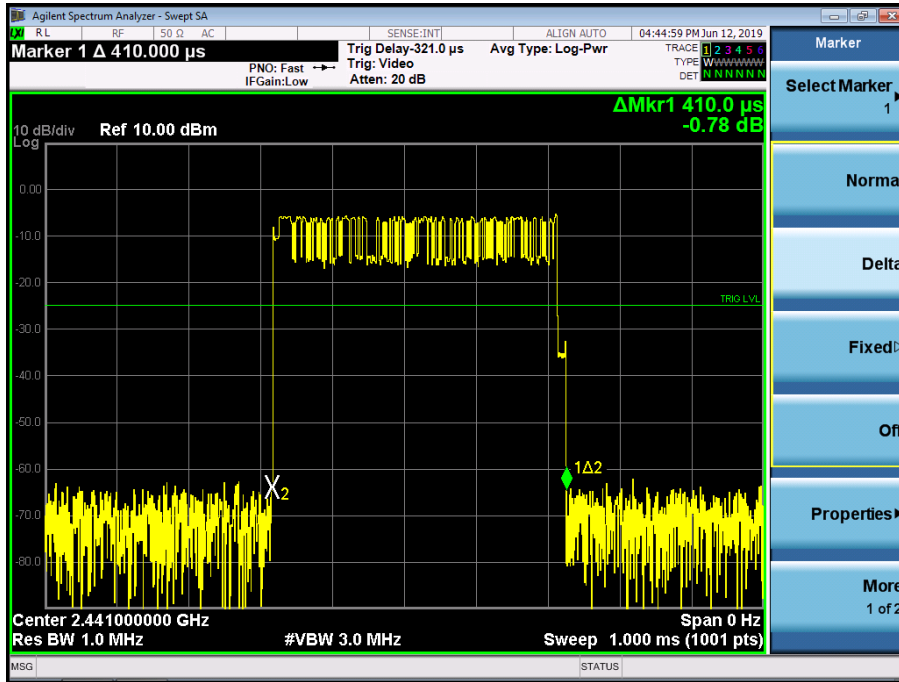 Agilent Spectrum Analyzer - Swept SA
LXI RL RF 50 Ω AC SENSE:INT ALIGN AUTO 04:44:59 PM Jun 12, 2019
Marker 1 Δ 410.000 µs
PNO: Fast
IFGain:Low
Trig Delay-321.0 µs
Trig: Video
Atten: 20 dB
Avg Type: Log-Pwr
TRACE 1 2 3 4 5 6
TYPE WWWWWW
DET N N N N N N
ΔMkr1 410.0 µs
-0.78 dB
10 dB/div Ref 10.00 dBm
Log
0.00
-10.0
-20.0
TRIG LVL
-30.0
-40.0
-50.0
-60.0
1Δ2
X2
-70.0
-80.0
Center 2.441000000 GHz Span 0 Hz
Res BW 1.0 MHz #VBW 3.0 MHz Sweep 1.000 ms (1001 pts)
MSG STATUS
Marker
Select Marker
1
Norma
Delta
Fixed
Off
Properties
More
1 of 2